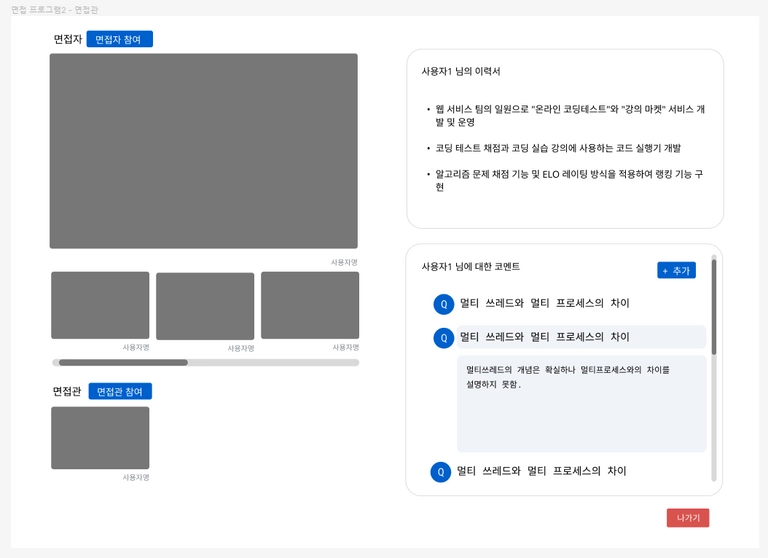 면접 프로그램2 - 면접관
면접자
면접자 참여
사용자명
사용자명
사용자명
사용자명
면접관
면접관 참여
사용자명
사용자1 님의 이력서
• 웹 서비스 팀의 일원으로 "온라인 코딩테스트"와 "강의 마켓" 서비스 개
발 및 운영
• 코딩 테스트 채점과 코딩 실습 강의에 사용하는 코드 실행기 개발
• 알고리즘 문제 채점 기능 및 ELO 레이팅 방식을 적용하여 랭킹 기능 구
현
사용자1 님에 대한 코멘트
+ 추가
Q 멀티 쓰레드와 멀티 프로세스의 차이
Q 멀티 쓰레드와 멀티 프로세스의 차이
멀티쓰레드의 개념은 확실하나 멀티프로세스와의 차이를
설명하지 못함.
Q 멀티 쓰레드와 멀티 프로세스의 차이
나가기